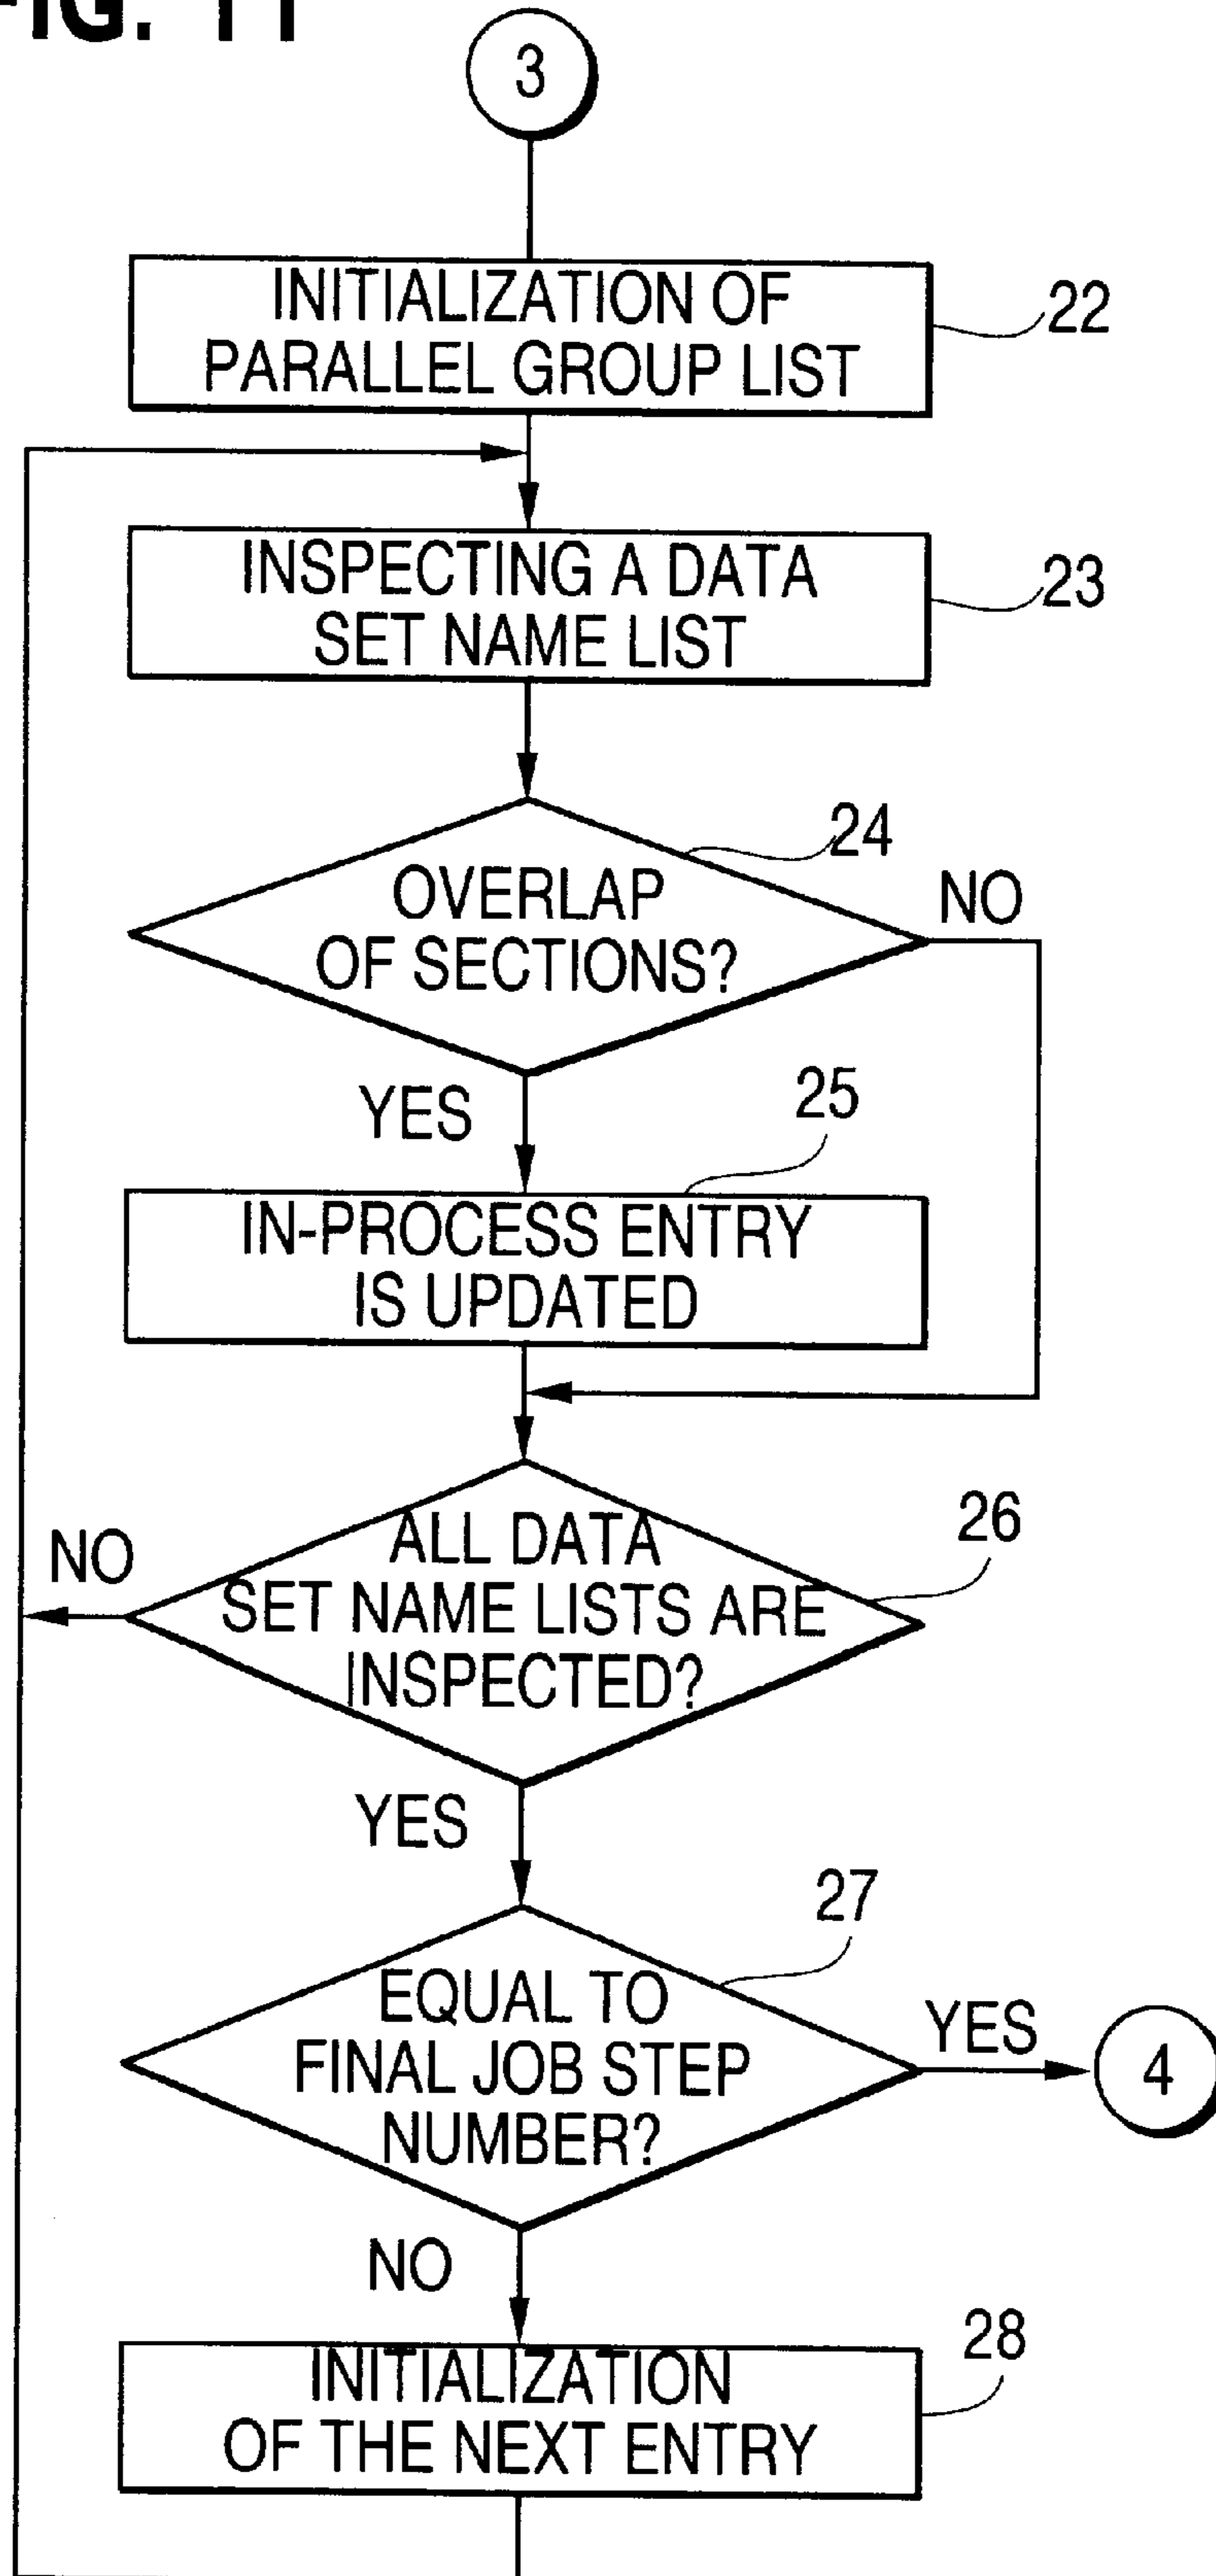 FIG. 11
3
INITIALIZATION OF
PARALLEL GROUP LIST
22
INSPECTING A DATA
SET NAME LIST
23
24
OVERLAP
OF SECTIONS?
NO
YES
25
IN-PROCESS ENTRY
IS UPDATED
26
NO
ALL DATA
SET NAME LISTS ARE
INSPECTED?
YES
27
EQUAL TO
FINAL JOB STEP
NUMBER?
YES
4
NO
28
INITIALIZATION
OF THE NEXT ENTRY